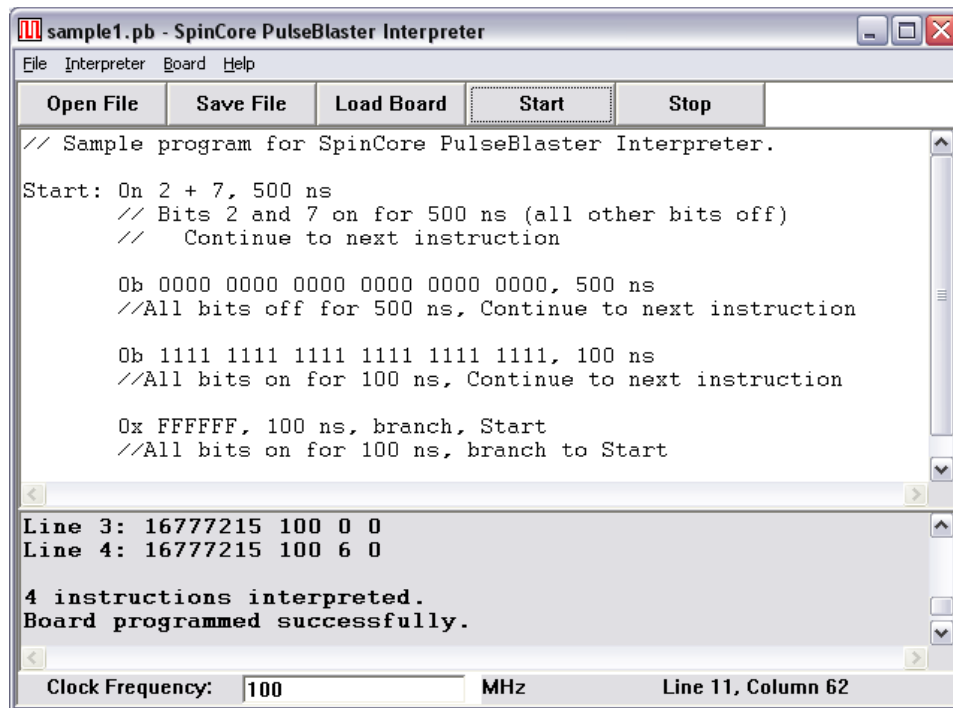 sample1.pb - SpinCore PulseBlaster Interpreter
File Interpreter Board Help
Open File Save File Load Board Start Stop
// Sample program for SpinCore PulseBlaster Interpreter.
Start: On 2 + 7, 500 ns
// Bits 2 and 7 on for 500 ns (all other bits off)
// Continue to next instruction
0b 0000 0000 0000 0000 0000 0000, 500 ns
//All bits off for 500 ns, Continue to next instruction
0b 1111 1111 1111 1111 1111 1111, 100 ns
//All bits on for 100 ns, Continue to next instruction
0x FFFFFF, 100 ns, branch, Start
//All bits on for 100 ns, branch to Start
Line 3: 16777215 100 0 0
Line 4: 16777215 100 6 0
4 instructions interpreted.
Board programmed successfully.
Clock Frequency: 100 MHz Line 11, Column 62